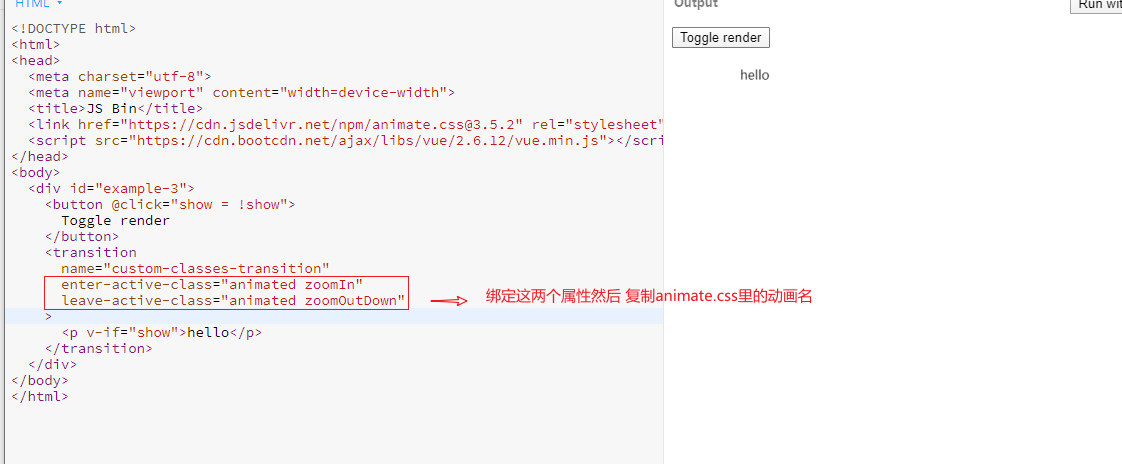 HTML
Output
Run wit
<!DOCTYPE html>
<html>
<head>
<meta charset="utf-8">
<meta name="viewport" content="width=device-width">
<title>JS Bin</title>
<link href="https://cdn.jsdelivr.net/npm/animate.css@3.5.2" rel="stylesheet"
<script src="https://cdn.bootcdn.net/ajax/libs/vue/2.6.12/vue.min.js"></scri
</head>
<body>
<div id="example-3">
<button @click="show = !show">
Toggle render
</button>
<transition
name="custom-classes-transition"
enter-active-class="animated zoomIn"
leave-active-class="animated zoomOutDown"
>
<p v-if="show">hello</p>
</transition>
</div>
</body>
</html>
绑定这两个属性然后 复制animate.css里的动画名
Toggle render
hello